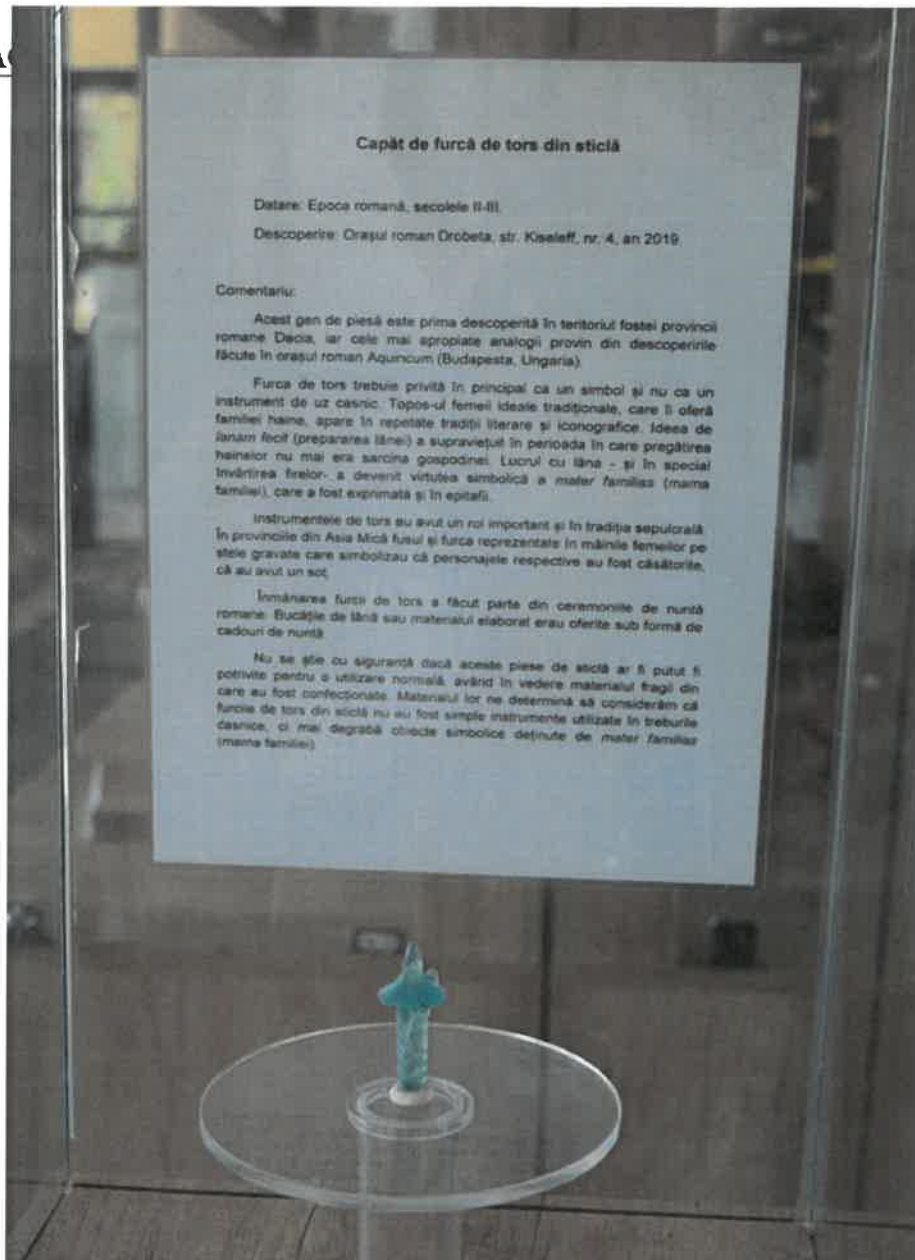 Capăt de furcă de tors din sticlă
Datare: Epoca romană, secolele II-III.
Descoperire: Orașul roman Drobeta, str. Kiseleff, nr. 4, an 2019.
Comentariu:
Acest gen de piesă este prima descoperită în teritoriul fostei provincii
romane Dacia, iar cele mai apropiate analogii provin din descoperirile
făcute în orașul roman Aquincum (Budapesta, Ungaria).
Furca de tors trebuie privită în principal ca un simbol și nu ca un
instrument de uz casnic. Topos-ul femeii ideale tradiționale, care îi oferă
familiei haine, apare în repetate tradiții literare și iconografice. Ideea de
lanam fecit (prepararea lânei) a supraviețuit în perioada în care pregătirea
hainelor nu mai era sarcina gospodinei. Lucrul cu lâna - și în special
învârtirea firelor- a devenit virtutea simbolică a mater familias (mama
familiei), care a fost exprimată și în epitafii.
Instrumentele de tors au avut un rol important și în tradiția sepulcrală.
În provinciile din Asia Mică fusul și furca reprezentate în mâinile femeilor pe
stele gravate care simbolizau că personajele respective au fost căsătorite,
că au avut un soț.
Înmânarea furcii de tors a făcut parte din ceremoniile de nuntă
romane. Bucățile de lână sau materialul elaborat erau oferite sub formă de
cadouri de nuntă.
Nu se știe cu siguranță dacă aceste piese de sticlă ar fi putut fi
potrivite pentru o utilizare normală, având în vedere materialul fragil din
care au fost confecționate. Materialul lor ne determină să considerăm că
furcile de tors din sticlă nu au fost simple instrumente utilizate în treburile
casnice, ci mai degrabă obiecte simbolice deținute de mater familias
(mama familiei).